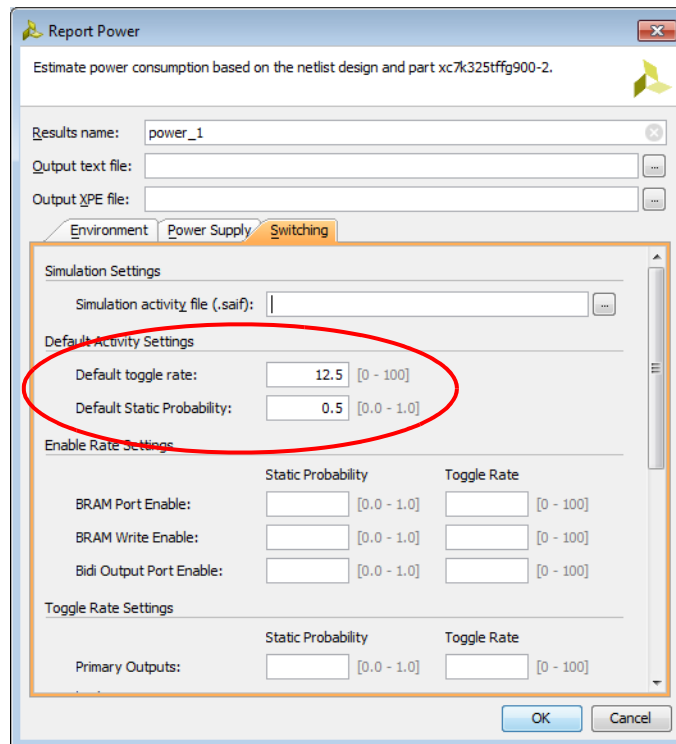 Report Power
Estimate power consumption based on the netlist design and part xc7k325tffg900-2.
Results name: power_1
Output text file: ...
Output XPE file: ...
Environment Power Supply Switching
Simulation Settings
Simulation activity file (.saif): ...
Default Activity Settings
Default toggle rate: 12.5 [0 - 100]
Default Static Probability: 0.5 [0.0 - 1.0]
Enable Rate Settings
Static Probability Toggle Rate
BRAM Port Enable: [0.0 - 1.0] [0 - 100]
BRAM Write Enable: [0.0 - 1.0] [0 - 100]
Bidi Output Port Enable: [0.0 - 1.0] [0 - 100]
Toggle Rate Settings
Static Probability Toggle Rate
Primary Outputs: [0.0 - 1.0] [0 - 100]
OK Cancel